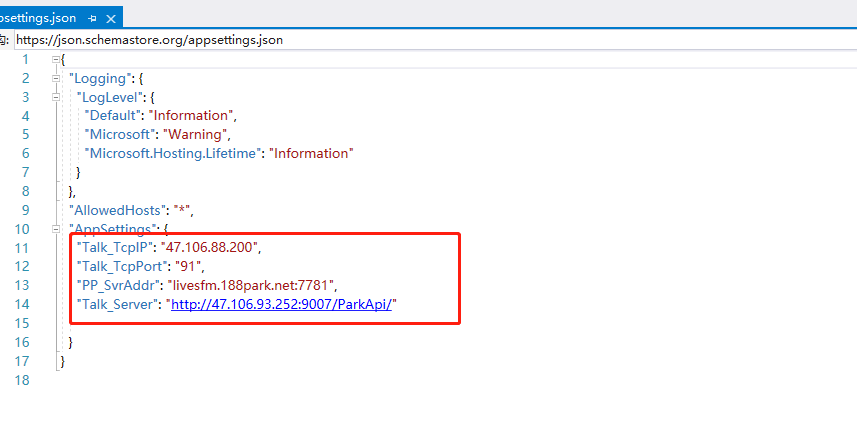 psettings.json
构: https://json.schemastore.org/appsettings.json
1 {
2 "Logging": {
3 "LogLevel": {
4 "Default": "Information",
5 "Microsoft": "Warning",
6 "Microsoft.Hosting.Lifetime": "Information"
7 }
8 },
9 "AllowedHosts": "*",
10 "AppSettings": {
11 "Talk_TcpIP": "47.106.88.200",
12 "Talk_TcpPort": "91",
13 "PP_SvrAddr": "livesfm.188park.net:7781",
14 "Talk_Server": "http://47.106.93.252:9007/ParkApi/"
15
16 }
17 }
18